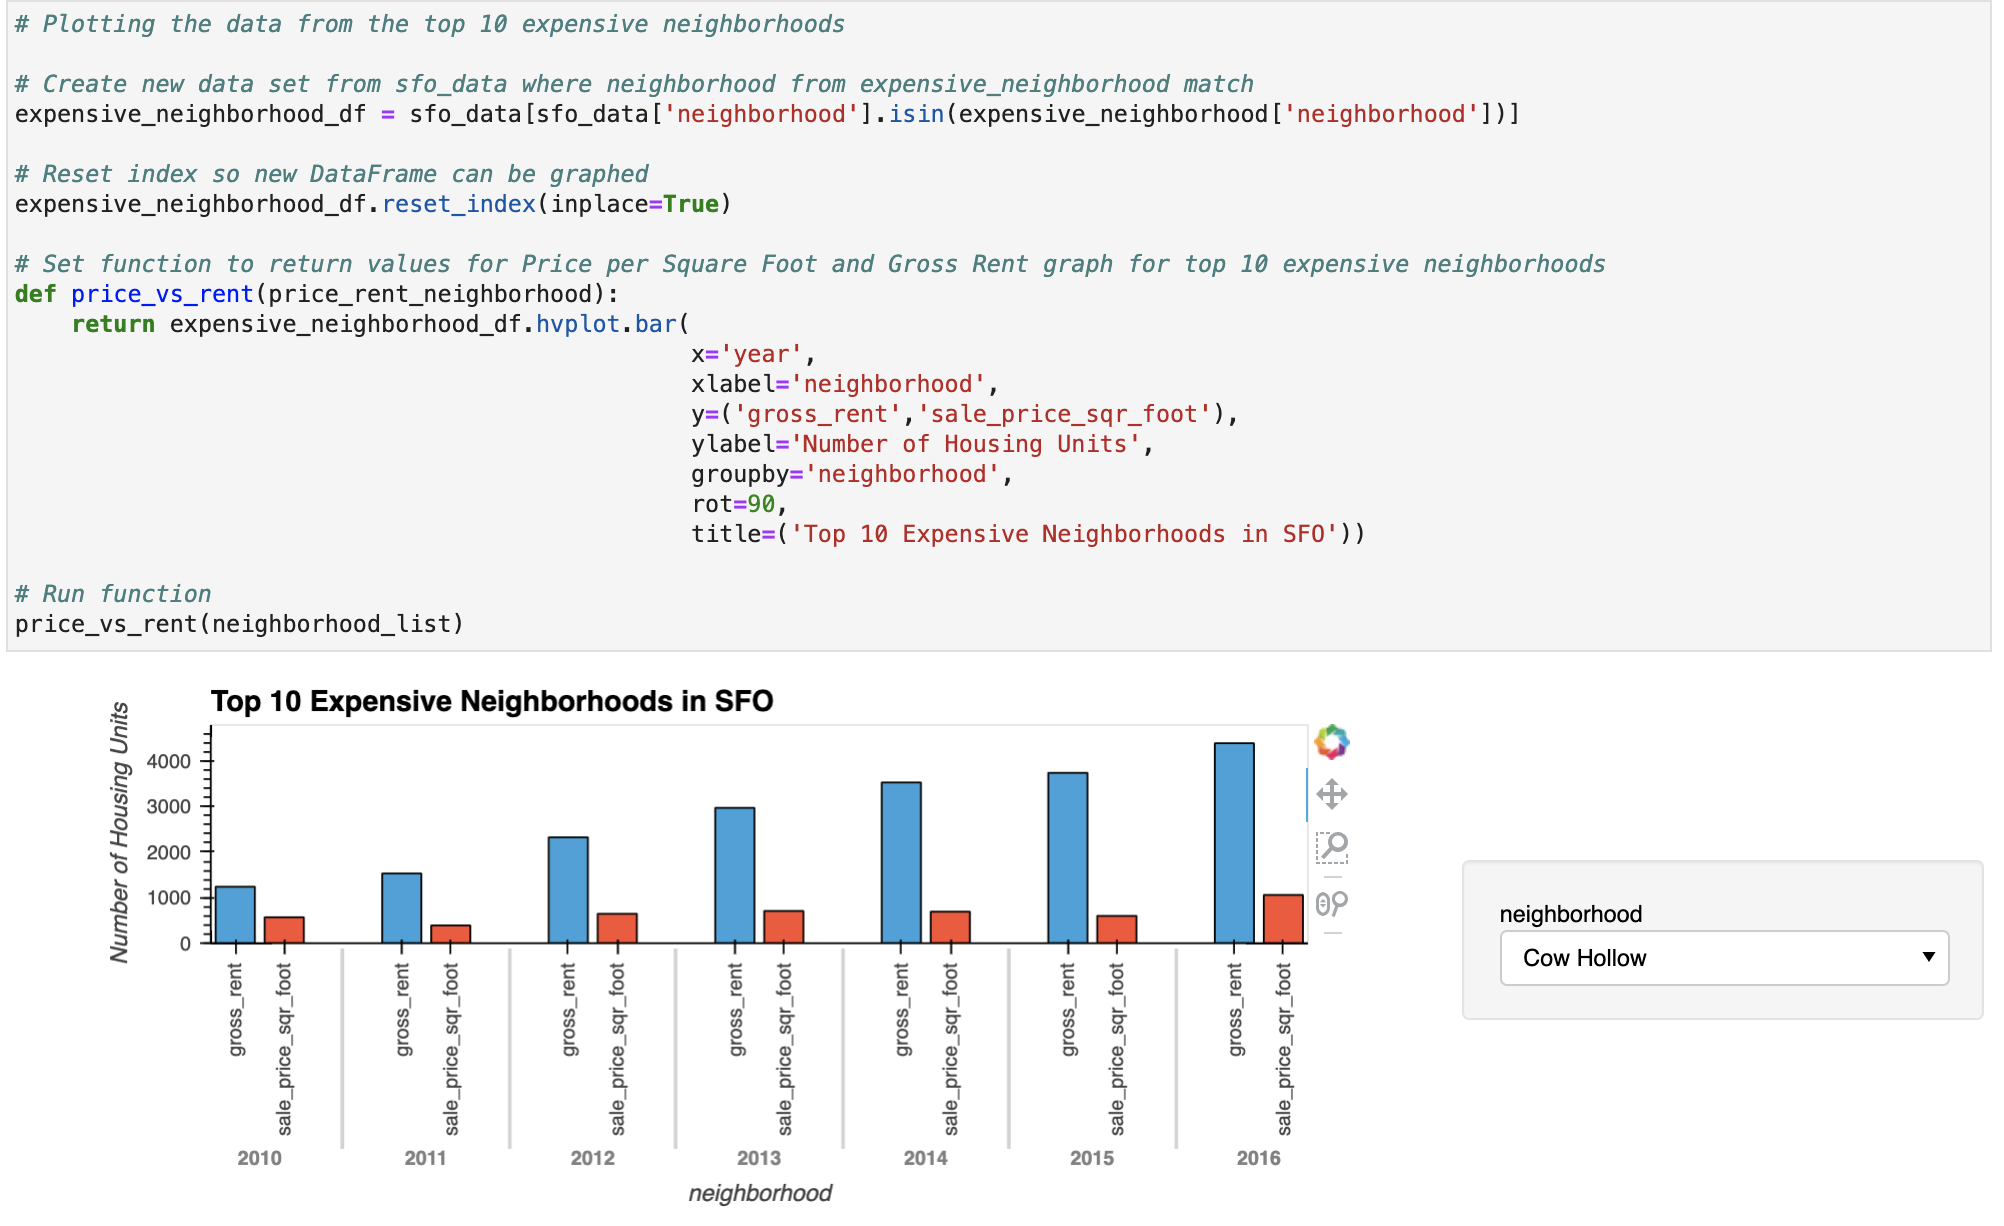 # Plotting the data from the top 10 expensive neighborhoods
# Create new data set from sfo_data where neighborhood from expensive_neighborhood match
expensive_neighborhood_df = sfo_data[sfo_data['neighborhood'].isin(expensive_neighborhood['neighborhood'])]
# Reset index so new DataFrame can be graphed
expensive_neighborhood_df.reset_index(inplace=True)
# Set function to return values for Price per Square Foot and Gross Rent graph for top 10 expensive neighborhoods
def price_vs_rent(price_rent_neighborhood):
    return expensive_neighborhood_df.hvplot.bar(
                                                x='year',
                                                xlabel='neighborhood',
                                                y=('gross_rent','sale_price_sqr_foot'),
                                                ylabel='Number of Housing Units',
                                                groupby='neighborhood',
                                                rot=90,
                                                title=('Top 10 Expensive Neighborhoods in SFO'))
# Run function
price_vs_rent(neighborhood_list)
Top 10 Expensive Neighborhoods in SFO
Number of Housing Units
4000
3000
2000
1000
0
gross_rent
sale_price_sqr_foot
gross_rent
sale_price_sqr_foot
gross_rent
sale_price_sqr_foot
gross_rent
sale_price_sqr_foot
gross_rent
sale_price_sqr_foot
gross_rent
sale_price_sqr_foot
gross_rent
sale_price_sqr_foot
2010 2011 2012 2013 2014 2015 2016
neighborhood
neighborhood
Cow Hollow